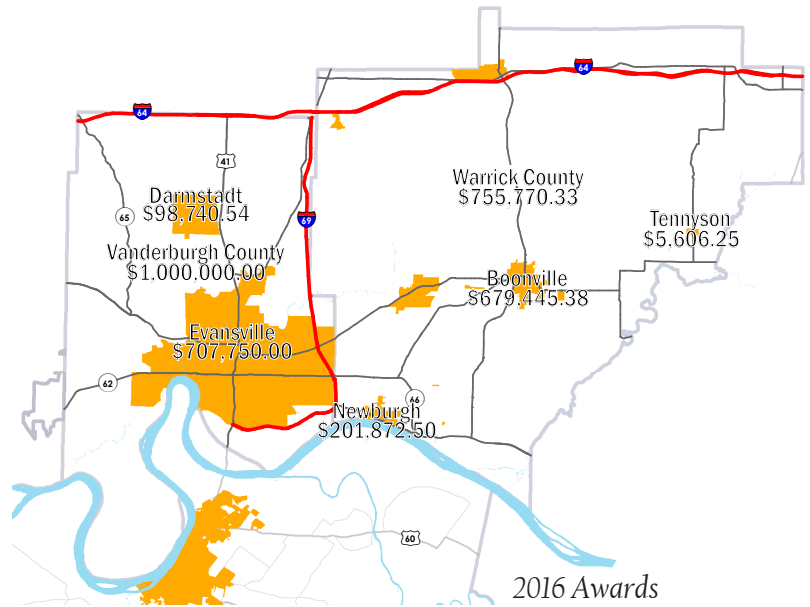 64
64
41
Warrick County
$755,770.33
Darmstadt
$98,740.54
65
69
Tennyson
$5,606.25
Vanderburgh County
$1,000,000.00
Boonville
$679,445.38
Evansville
$707,750.00
62
66
Newburgh
$201,872.50
60
2016 Awards